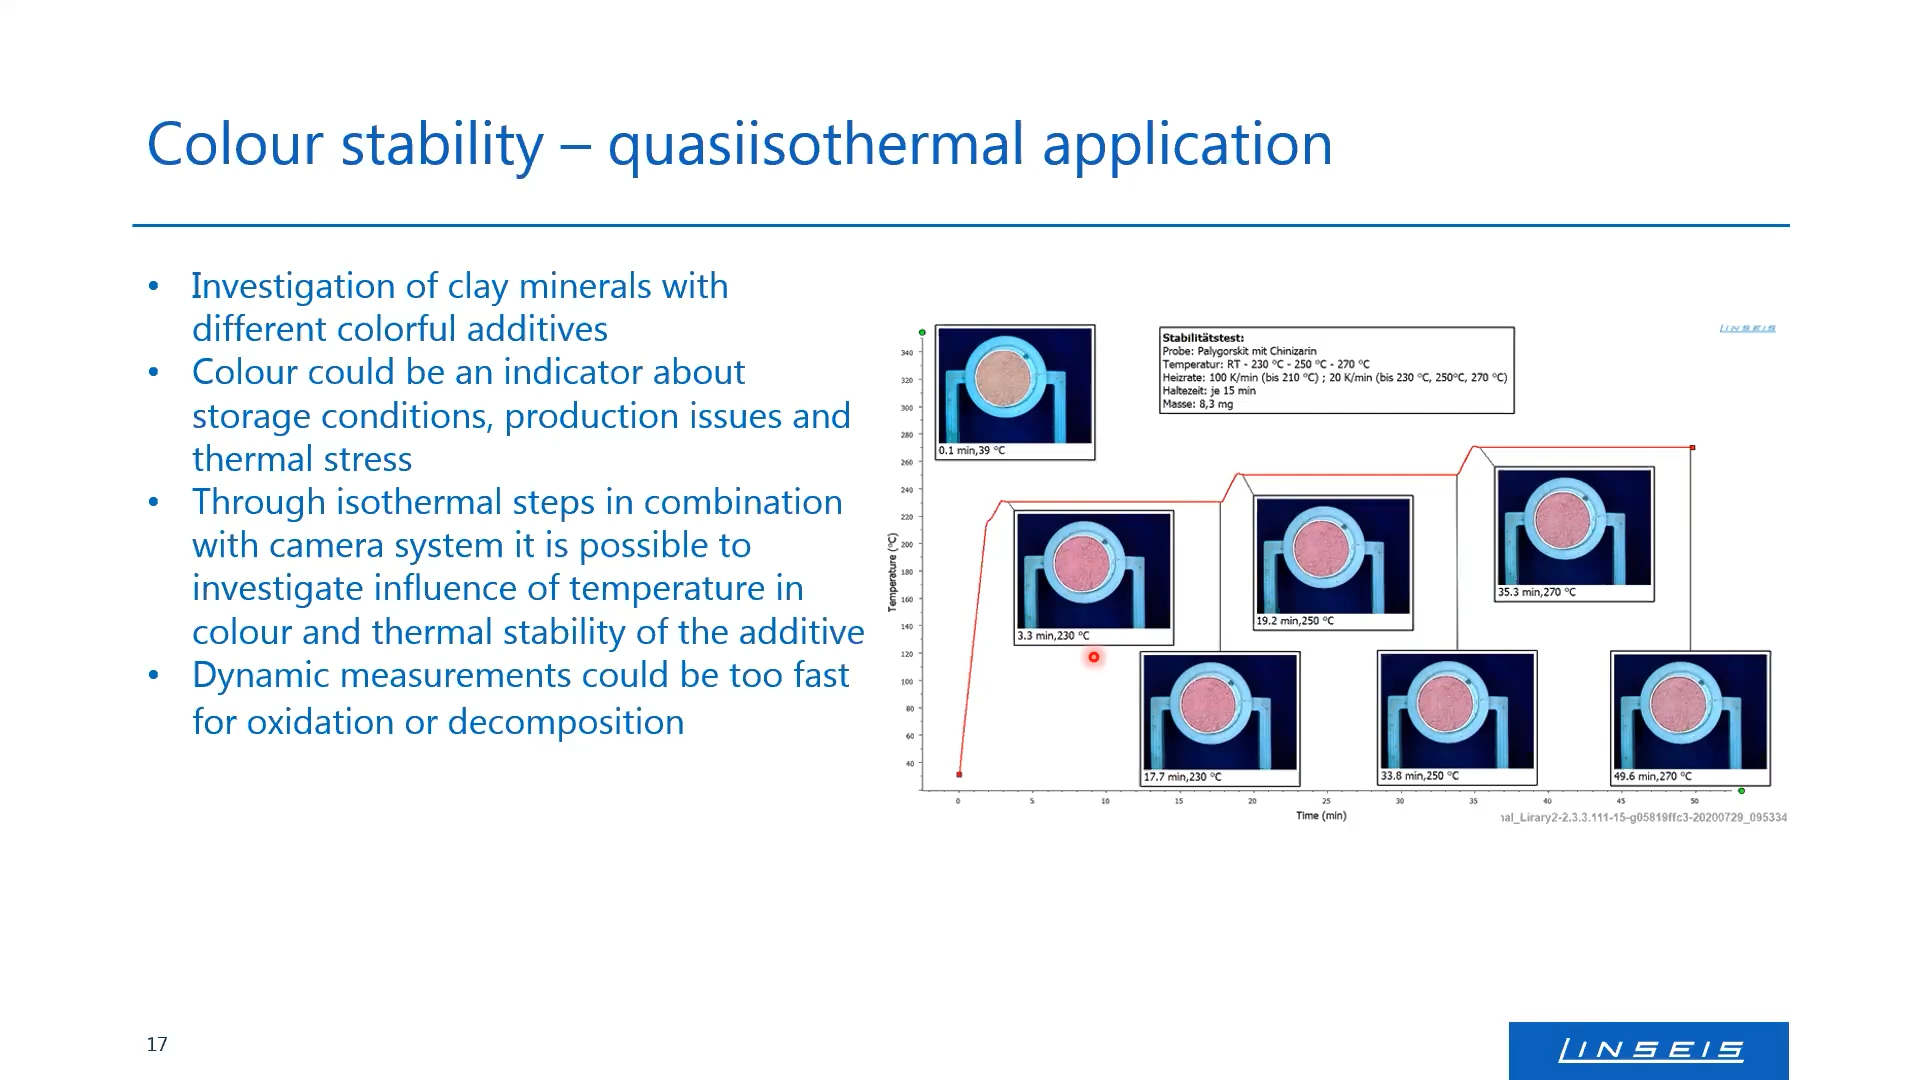 Colour stability – quasiisothermal application
• Investigation of clay minerals with
different colorful additives
• Colour could be an indicator about
storage conditions, production issues and
thermal stress
• Through isothermal steps in combination
with camera system it is possible to
investigate influence of temperature in
colour and thermal stability of the additive
• Dynamic measurements could be too fast
for oxidation or decomposition
LINSEIS
Stabilitätstest:
Probe: Palygorskit mit Chinizarin
Temperatur: RT - 230 °C - 250 °C - 270 °C
Heizrate: 100 K/min (bis 210 °C) ; 20 K/min (bis 230 °C, 250°C, 270 °C)
Haltezeit: je 15 min
Masse: 8,3 mg
0.1 min,39 °C
3.3 min,230 °C
17.7 min,230 °C
19.2 min,250 °C
33.8 min,250 °C
35.3 min,270 °C
49.6 min,270 °C
Temperature (°C)
340
320
300
280
260
240
220
200
180
160
140
120
100
80
60
40
0 5 10 15 20 25 30 35 40 45 50
Time (min)
al_Lirary2-2.3.3.111-15-g05819ffc3-20200729_095334
17
LINSEIS